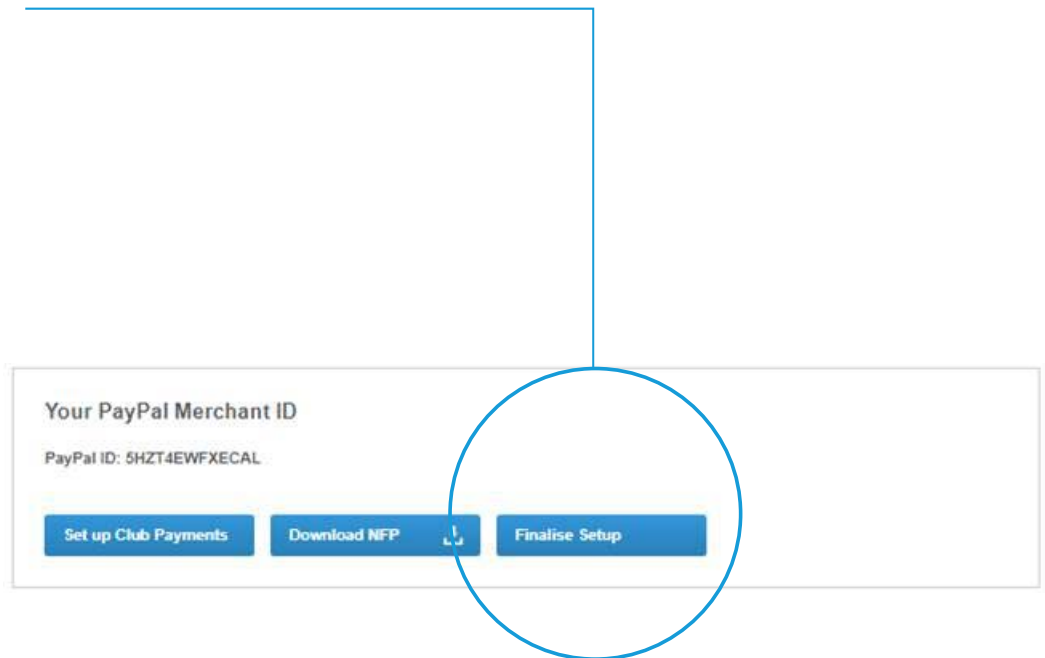 Your PayPal Merchant ID
PayPal ID: 5HZT4EWFXECAL
Set up Club Payments
Download NFP
Finalise Setup